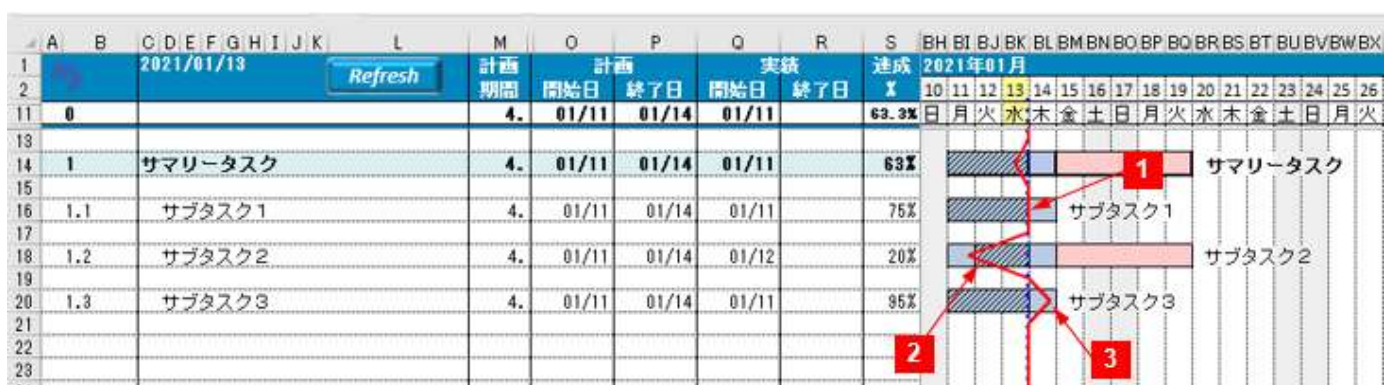 A B C D E F G H I J K L M O P Q R S BH BI BJ BK BL BM BN BO BP BQ BR BS BT BU BV BW BX
1 2021/01/13 Refresh 計画 計画 実績 達成 2021年01月
2 期間 開始日 終了日 開始日 終了日 % 10 11 12 13 14 15 16 17 18 19 20 21 22 23 24 25 26
11 0 4. 01/11 01/14 01/11 63.3% 日 月 火 水 木 金 土 日 月 火 水 木 金 土 日 月 火
13
14 1 サマリータスク 4. 01/11 01/14 01/11 63% 1 サマリータスク
15
16 1.1 サブタスク1 4. 01/11 01/14 01/11 75% サブタスク1
17
18 1.2 サブタスク2 4. 01/11 01/14 01/12 20% サブタスク2
19
20 1.3 サブタスク3 4. 01/11 01/14 01/11 95% サブタスク3
21
22 2 3
23